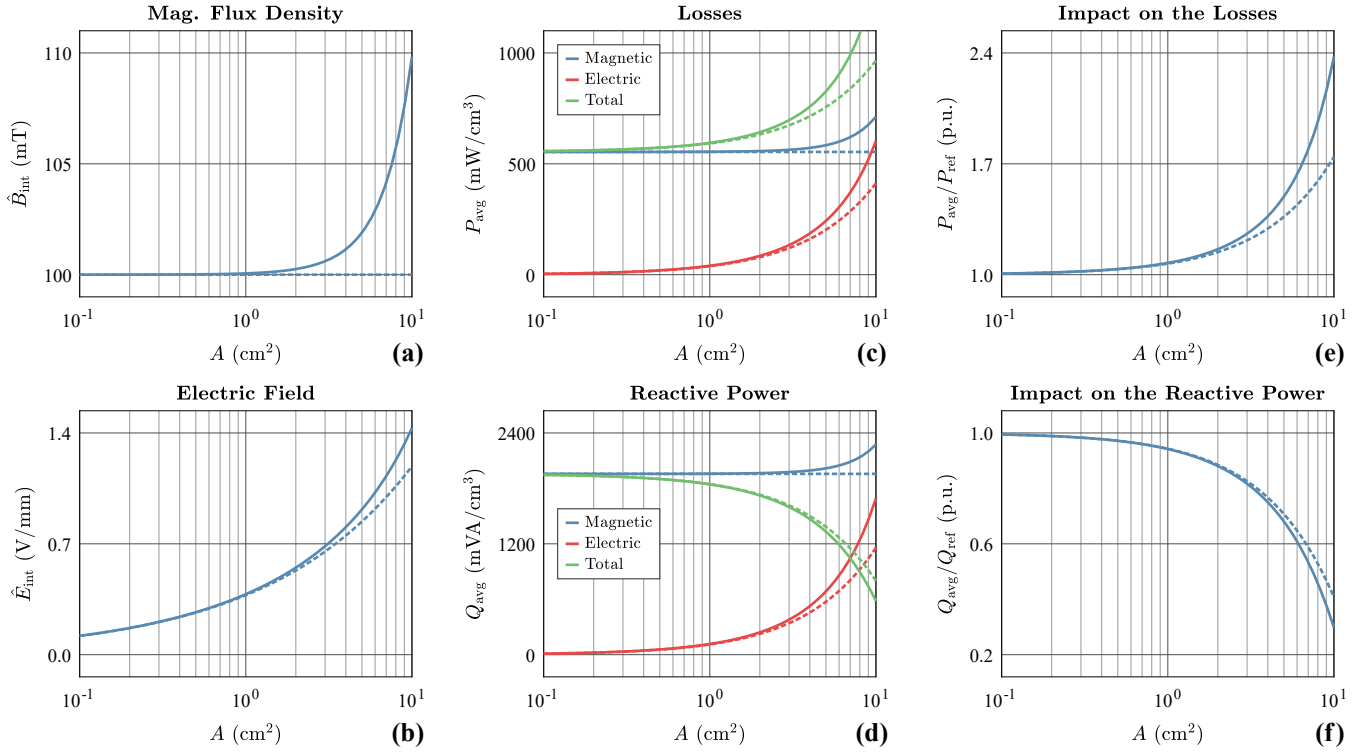 Mag. Flux Density
110
105
100
B̂int (mT)
10⁻¹ 10⁰ 10¹
A (cm²)
(a)
Losses
Magnetic
Electric
Total
1000
500
0
Pavg (mW/cm³)
10⁻¹ 10⁰ 10¹
A (cm²)
(c)
Impact on the Losses
2.4
1.7
1.0
Pavg/Pref (p.u.)
10⁻¹ 10⁰ 10¹
A (cm²)
(e)
Electric Field
1.4
0.7
0.0
Êint (V/mm)
10⁻¹ 10⁰ 10¹
A (cm²)
(b)
Reactive Power
2400
1200
0
Magnetic
Electric
Total
Qavg (mVA/cm³)
10⁻¹ 10⁰ 10¹
A (cm²)
(d)
Impact on the Reactive Power
1.0
0.6
0.2
Qavg/Qref (p.u.)
10⁻¹ 10⁰ 10¹
A (cm²)
(f)